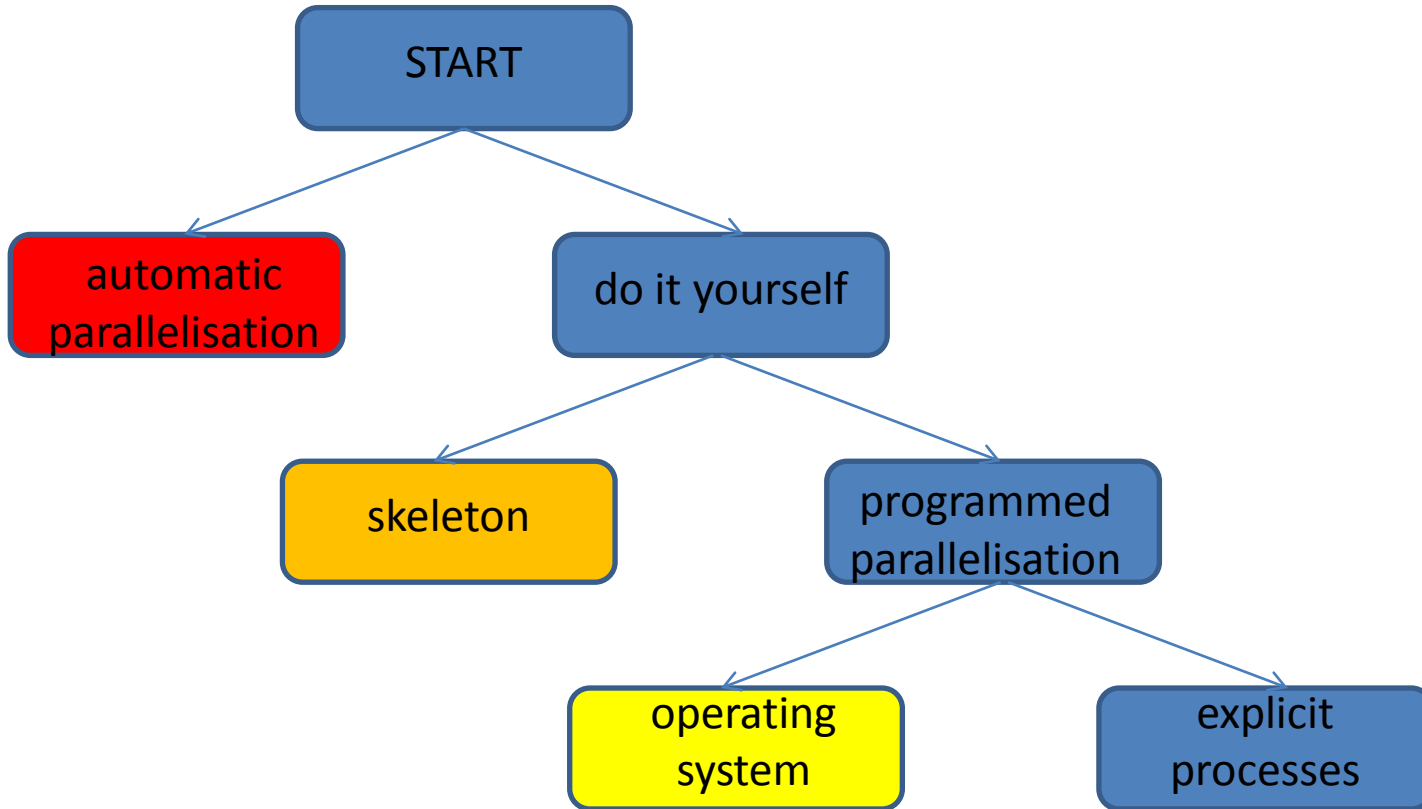 START
automatic
parallelisation
do it yourself
skeleton
programmed
parallelisation
operating
system
explicit
processes